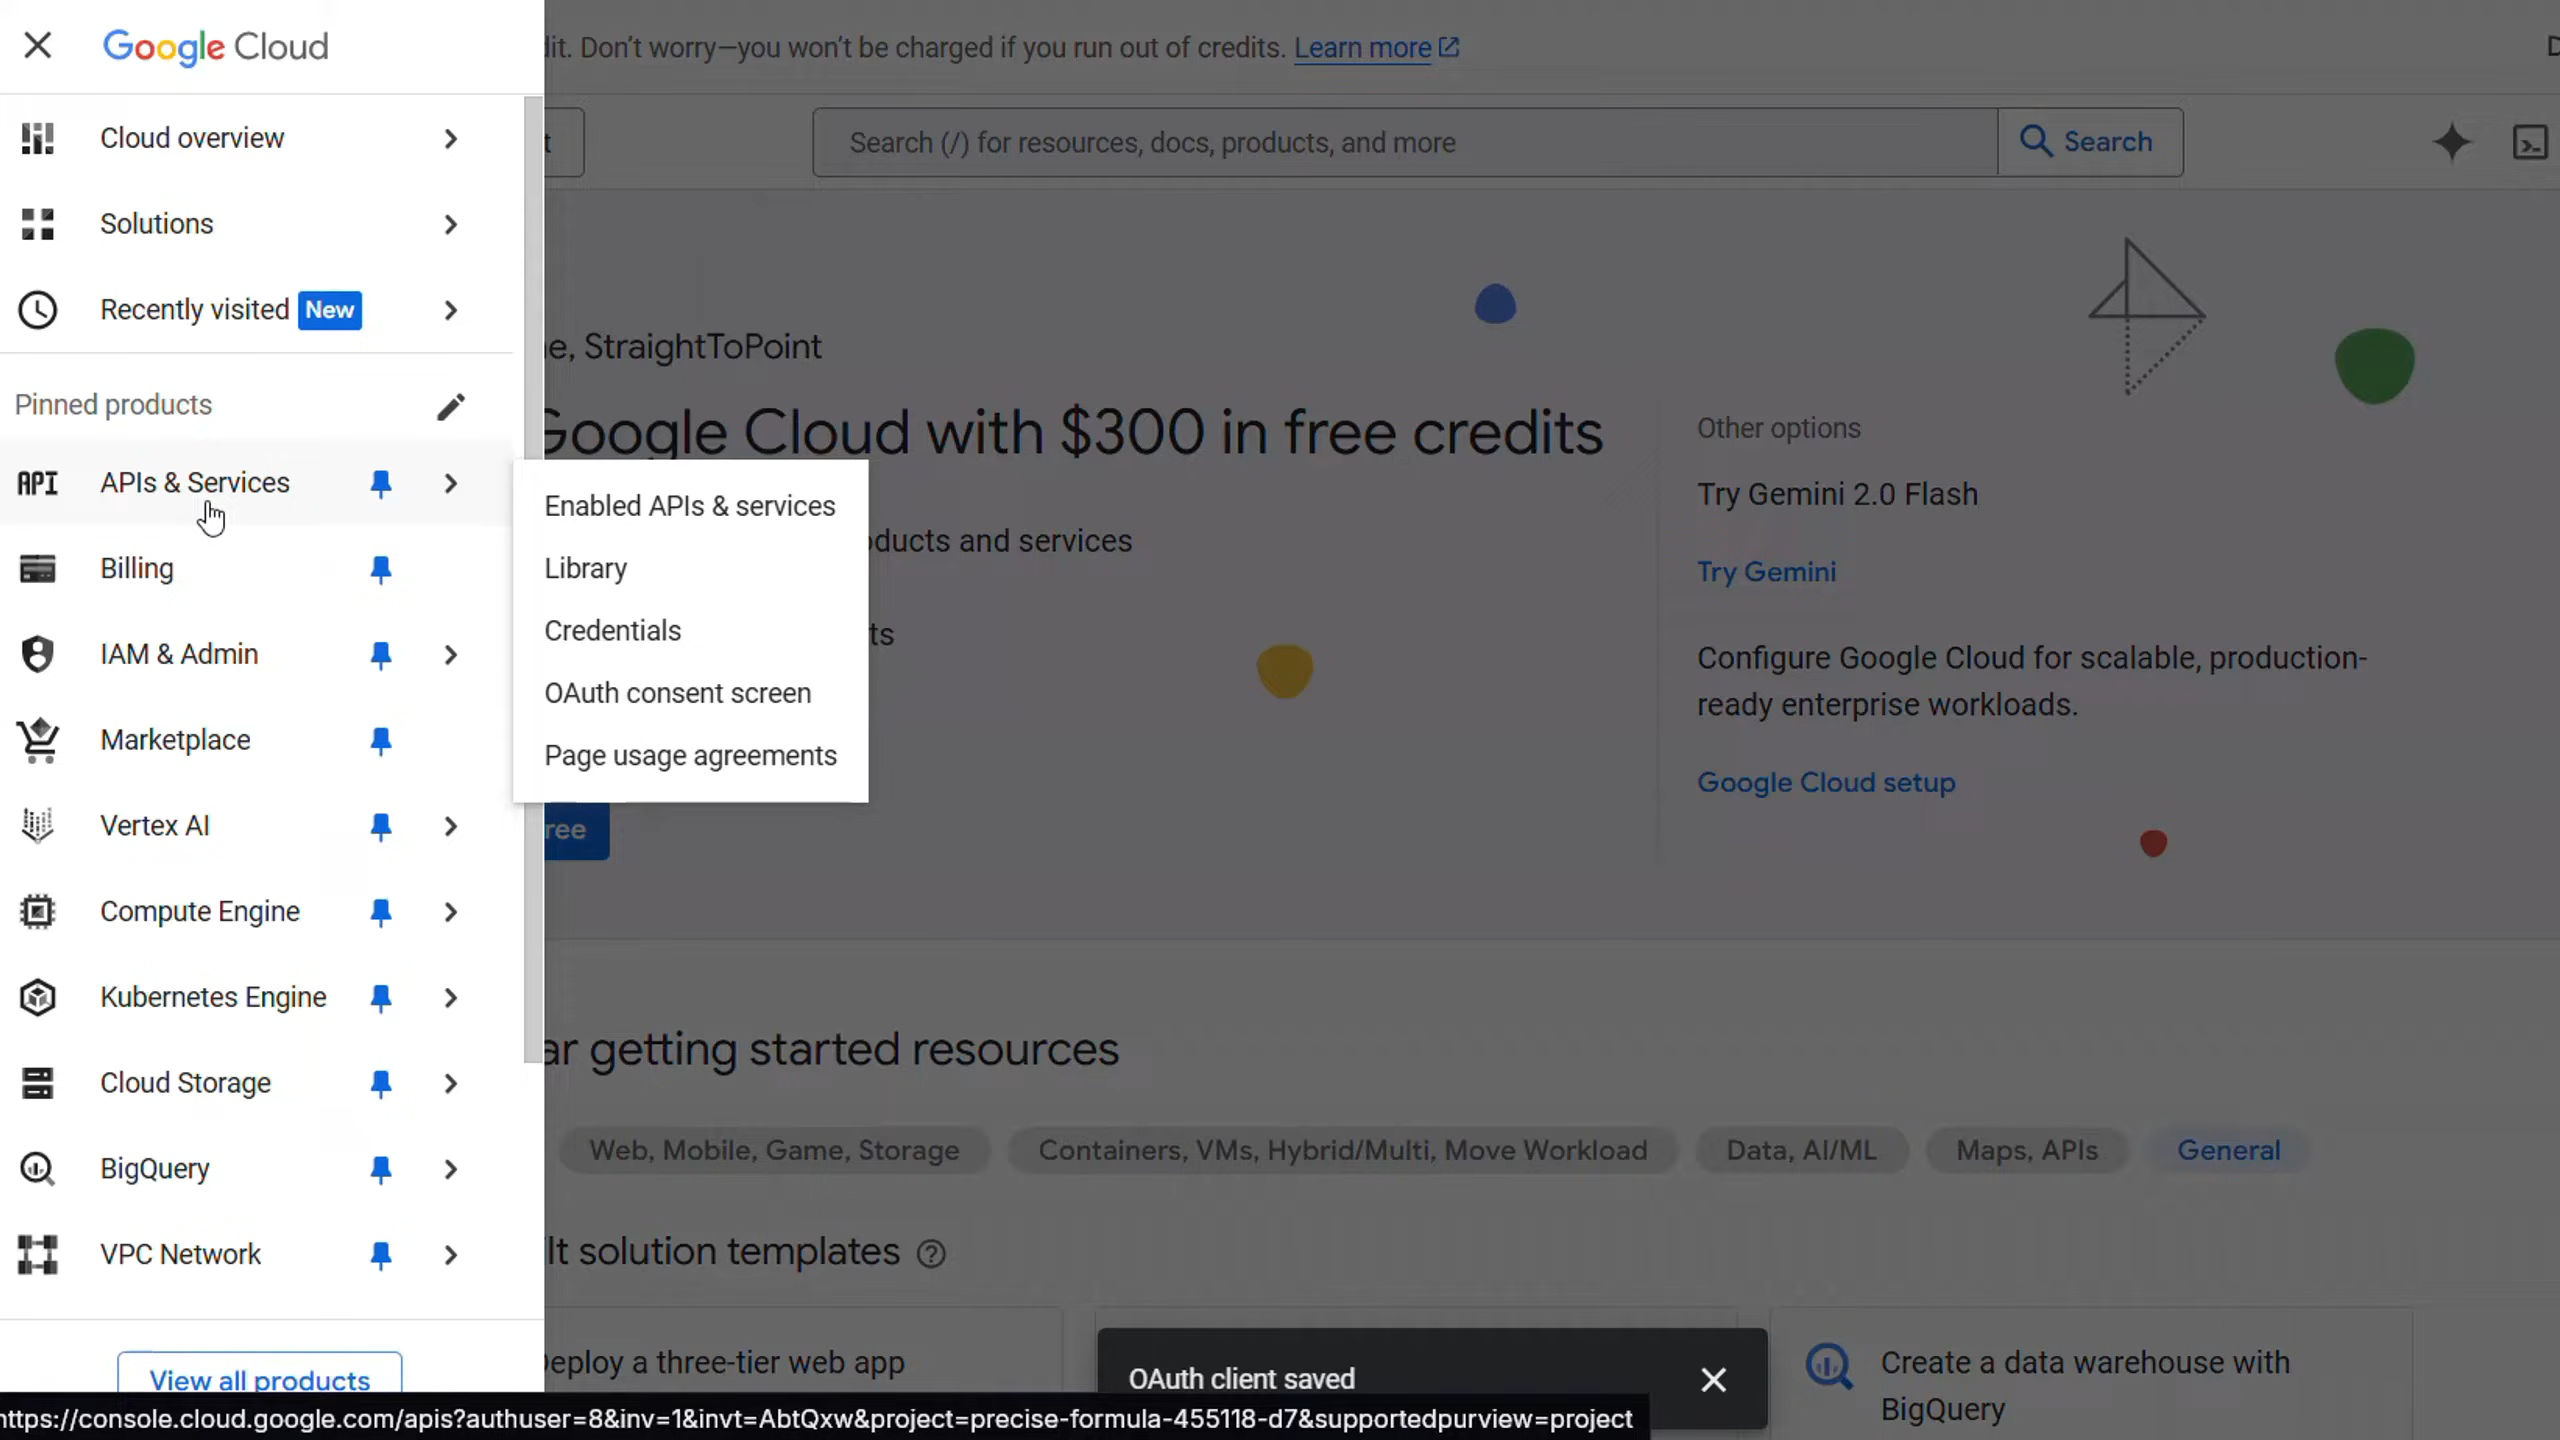 Google Cloud
dit. Don't worry—you won't be charged if you run out of credits. Learn more
Cloud overview
Solutions
Recently visited New
Pinned products
API APIs & Services
Billing
IAM & Admin
Marketplace
Vertex AI
Compute Engine
Kubernetes Engine
Cloud Storage
BigQuery
VPC Network
View all products
Enabled APIs & services
Library
Credentials
OAuth consent screen
Page usage agreements
t
Search (/) for resources, docs, products, and more
Search
e, StraightToPoint
Google Cloud with $300 in free credits
oducts and services
ts
ree
Other options
Try Gemini 2.0 Flash
Try Gemini
Configure Google Cloud for scalable, production-
ready enterprise workloads.
Google Cloud setup
ar getting started resources
Web, Mobile, Game, Storage
Containers, VMs, Hybrid/Multi, Move Workload
Data, AI/ML
Maps, APIs
General
lt solution templates
Deploy a three-tier web app
OAuth client saved
Create a data warehouse with
BigQuery
https://console.cloud.google.com/apis?authuser=8&inv=1&invt=AbtQxw&project=precise-formula-455118-d7&supportedpurview=project